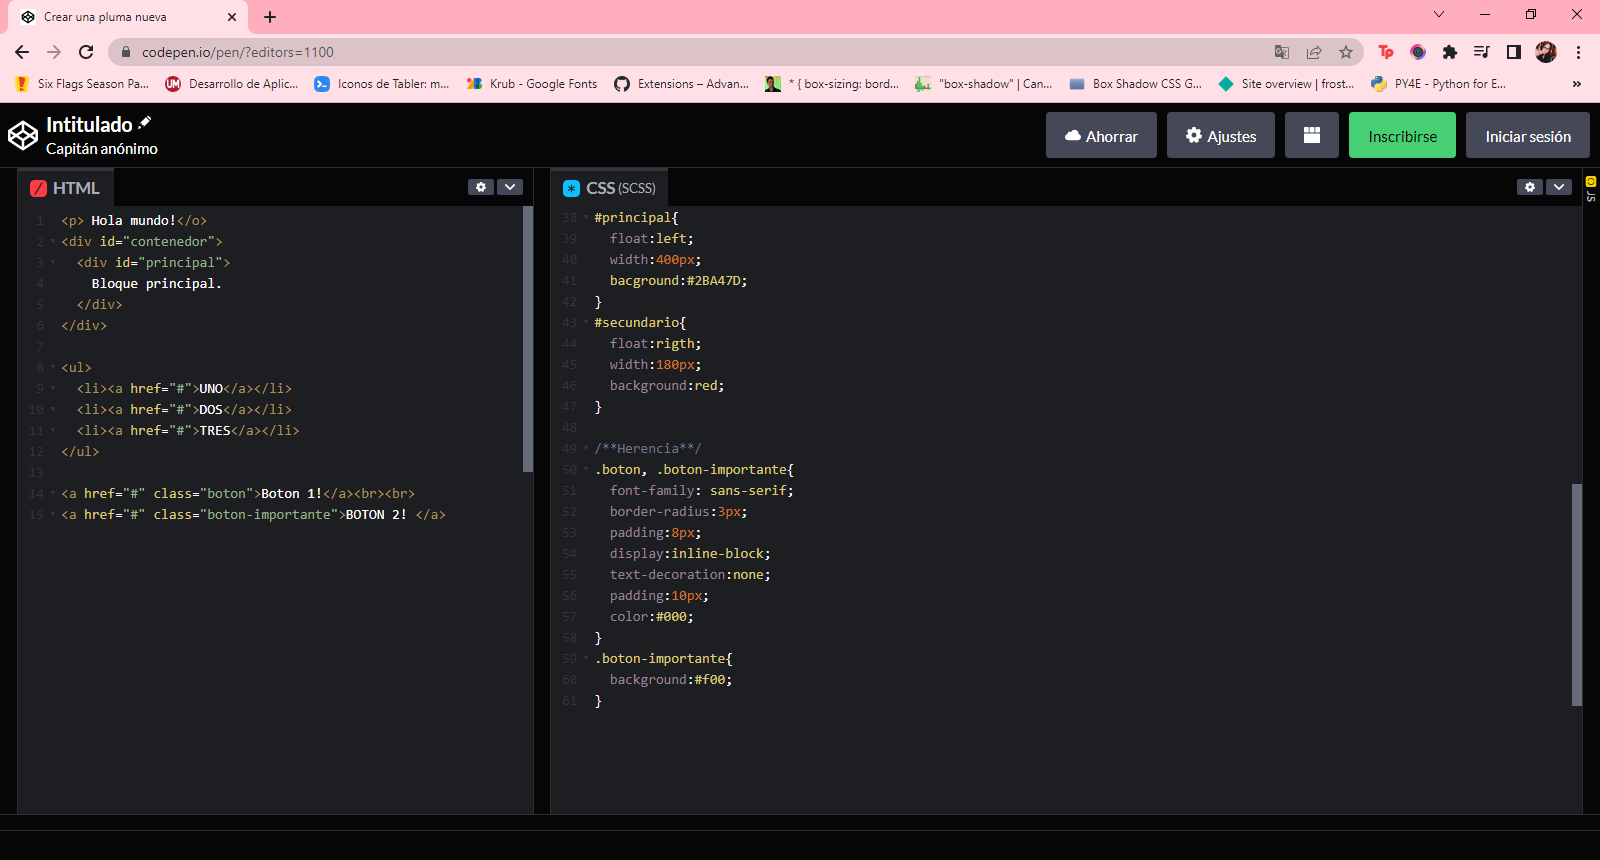 Crear una pluma nueva
codepen.io/pen/?editors=1100
Six Flags Season Pa...
UM
Desarrollo de Aplic...
Iconos de Tabler: m...
Krub - Google Fonts
Extensions – Advan...
* { box-sizing: bord...
"box-shadow" | Can...
Box Shadow CSS G...
Site overview | frost...
PY4E - Python for E...
»
Intitulado
Capitán anónimo
Ahorrar
Ajustes
Inscribirse
Iniciar sesión
HTML
1 <p> Hola mundo!</o>
2 <div id="contenedor">
3 <div id="principal">
4 Bloque principal.
5 </div>
6 </div>
7
8 <ul>
9 <li><a href="#">UNO</a></li>
10 <li><a href="#">DOS</a></li>
11 <li><a href="#">TRES</a></li>
12 </ul>
13
14 <a href="#" class="boton">Boton 1!</a><br><br>
15 <a href="#" class="boton-importante">BOTON 2! </a>
CSS (SCSS)
38 #principal{
39 float:left;
40 width:400px;
41 bacground:#2BA47D;
42 }
43 #secundario{
44 float:rigth;
45 width:180px;
46 background:red;
47 }
48
49 /**Herencia**/
50 .boton, .boton-importante{
51 font-family: sans-serif;
52 border-radius:3px;
53 padding:8px;
54 display:inline-block;
55 text-decoration:none;
56 padding:10px;
57 color:#000;
58 }
59 .boton-importante{
60 background:#f00;
61 }
JS